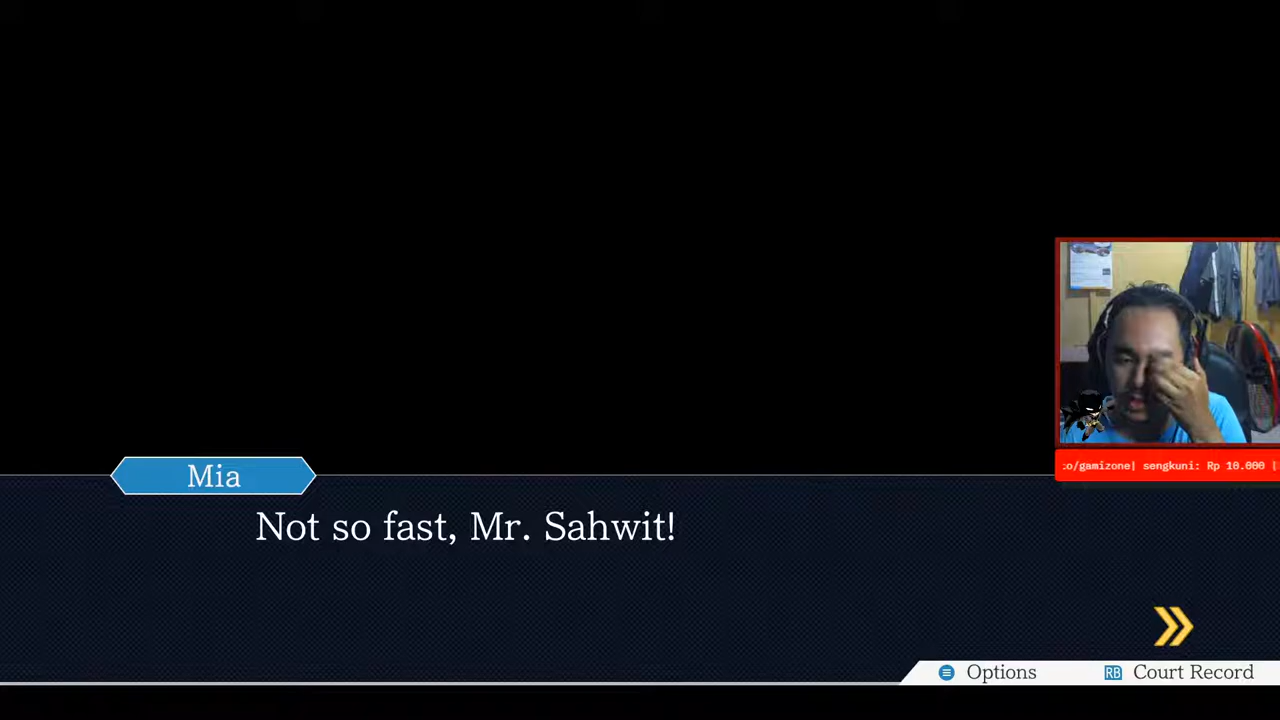 :o/gamizone| sengkuni: Rp 10.000 |
Mia
Not so fast, Mr. Sahwit!
Options
RB Court Record